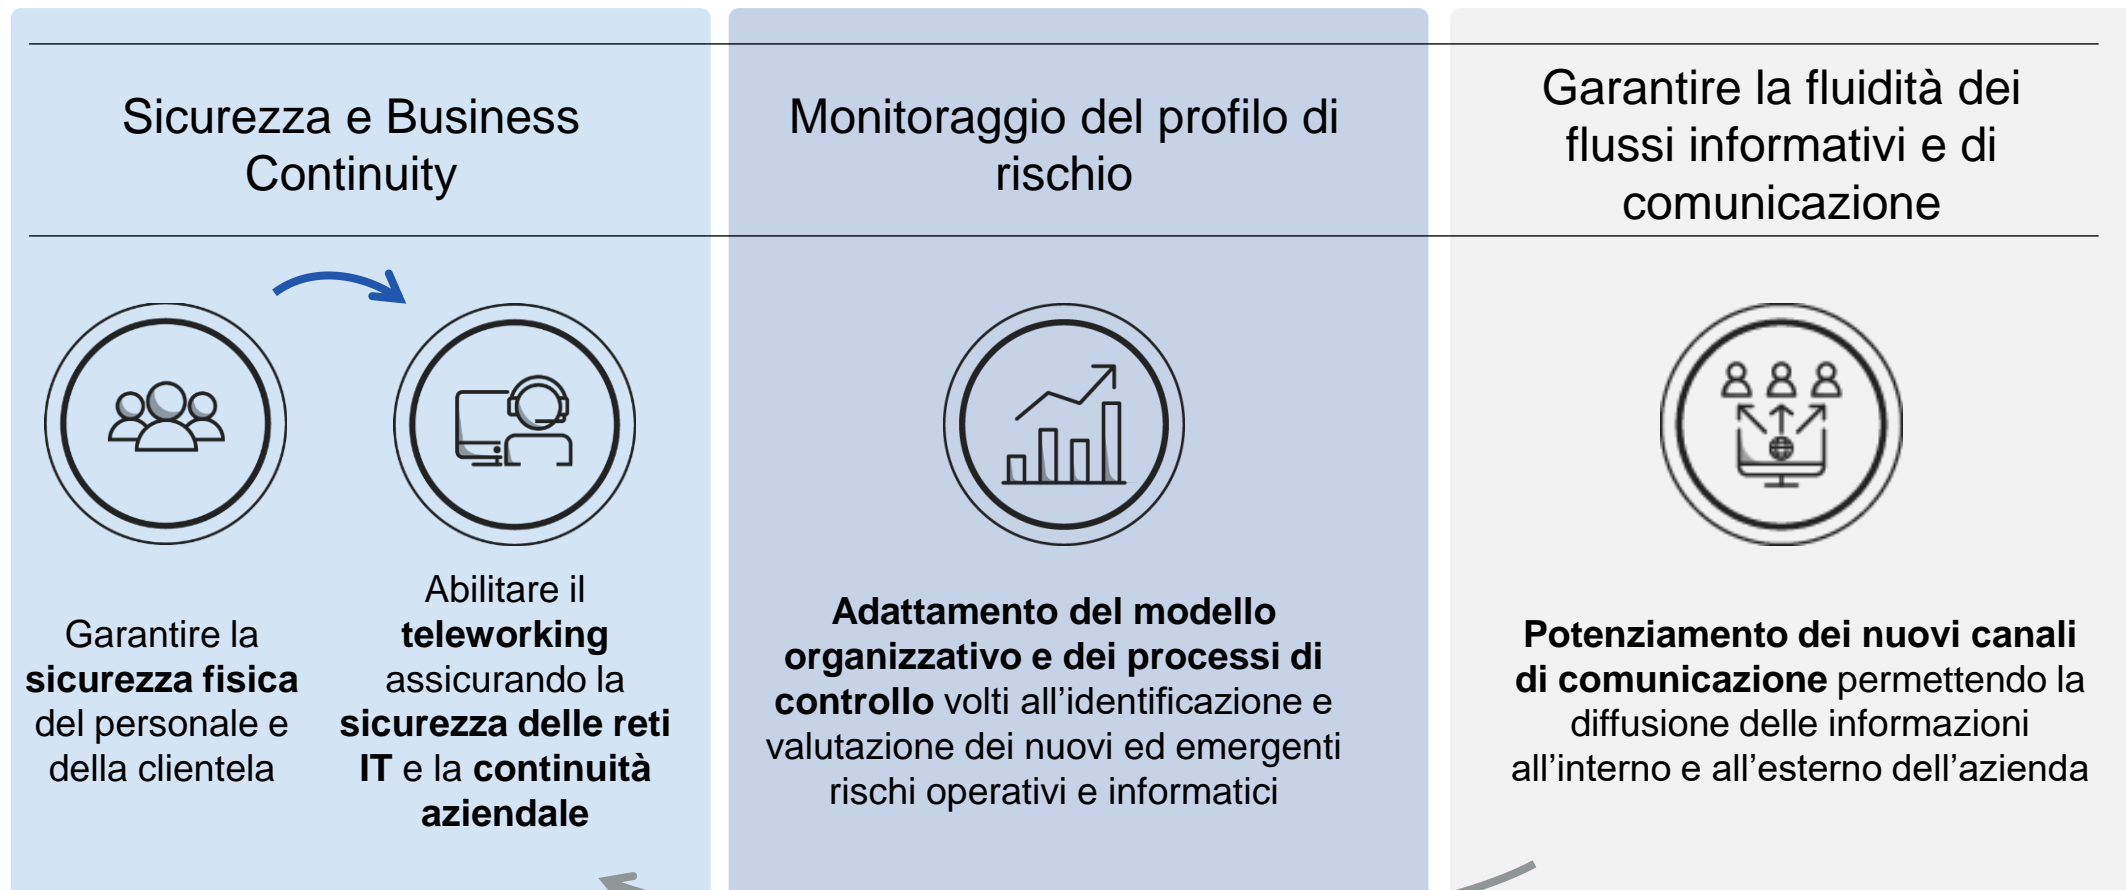 Sicurezza e Business
Continuity
Monitoraggio del profilo di
rischio
Garantire la fluidità dei
flussi informativi e di
comunicazione
Garantire la
sicurezza fisica
del personale e
della clientela
Abilitare il
teleworking
assicurando la
sicurezza delle reti
IT e la continuità
aziendale
Adattamento del modello
organizzativo e dei processi di
controllo volti all’identificazione e
valutazione dei nuovi ed emergenti
rischi operativi e informatici
Potenziamento dei nuovi canali
di comunicazione permettendo la
diffusione delle informazioni
all’interno e all’esterno dell’azienda